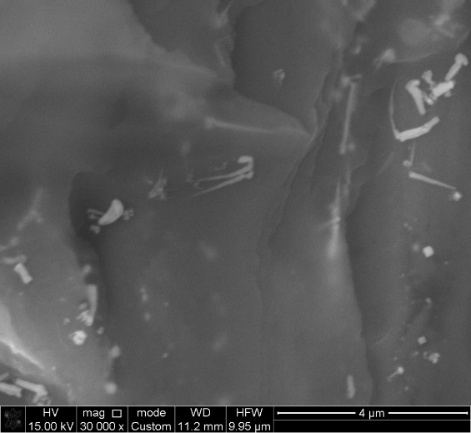 HV mag □ mode WD HFW 4 µm
15.00 kV 30 000 x Custom 11.2 mm 9.95 µm